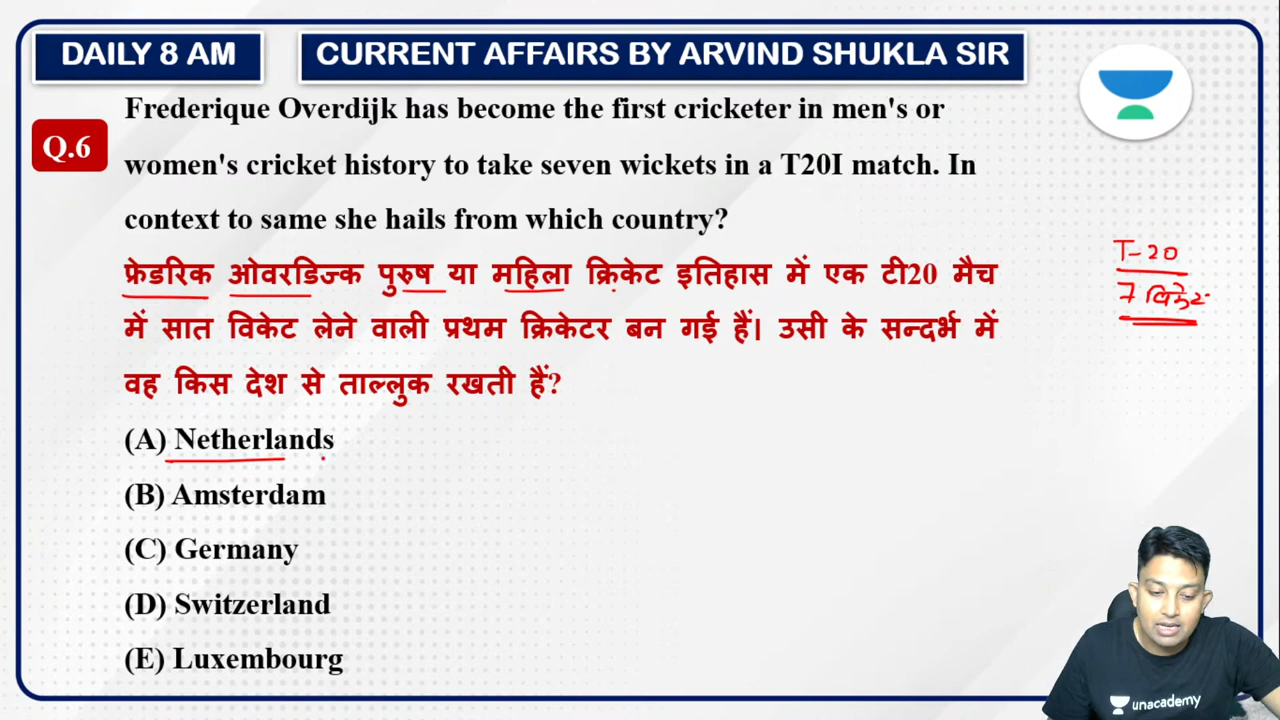 DAILY 8 AM
CURRENT AFFAIRS BY ARVIND SHUKLA SIR
Q.6
Frederique Overdijk has become the first cricketer in men's or
women's cricket history to take seven wickets in a T20I match. In
context to same she hails from which country?
फ्रेडरिक ओवरडिज्क पुरुष या महिला क्रिकेट इतिहास में एक टी20 मैच
में सात विकेट लेने वाली प्रथम क्रिकेटर बन गई हैं। उसी के सन्दर्भ में
वह किस देश से ताल्लुक रखती हैं?
T-20
7 विकेट
(A) Netherlands
(B) Amsterdam
(C) Germany
(D) Switzerland
(E) Luxembourg
unacademy